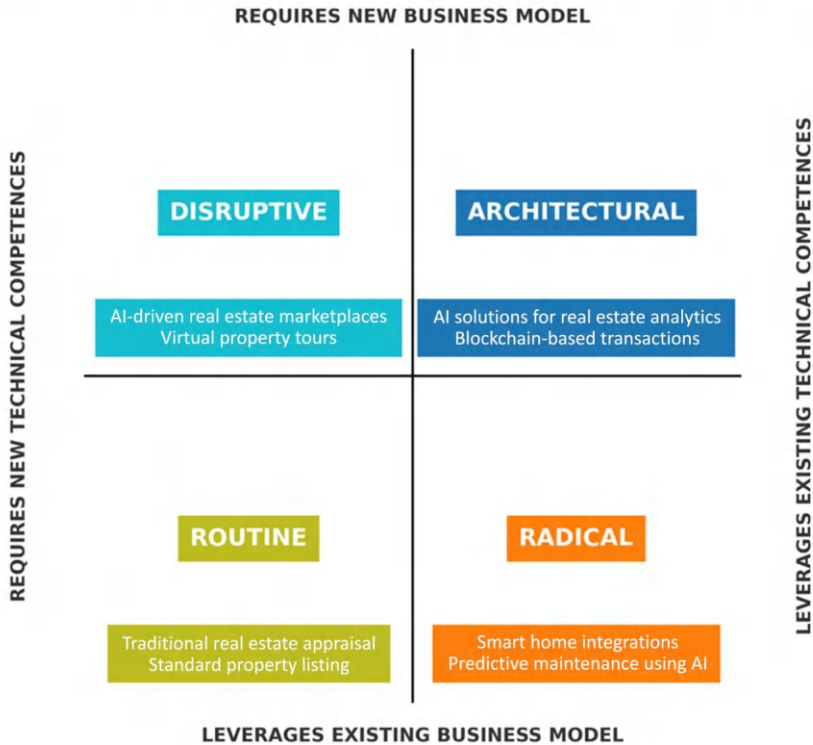 REQUIRES NEW BUSINESS MODEL
REQUIRES NEW TECHNICAL COMPETENCES
LEVERAGES EXISTING TECHNICAL COMPETENCES
DISRUPTIVE
AI-driven real estate marketplaces
Virtual property tours
ARCHITECTURAL
AI solutions for real estate analytics
Blockchain-based transactions
ROUTINE
Traditional real estate appraisal
Standard property listing
RADICAL
Smart home integrations
Predictive maintenance using AI
LEVERAGES EXISTING BUSINESS MODEL